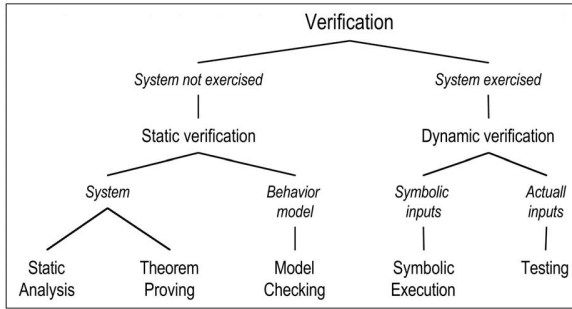 Verification
System not exercised
System exercised
Static verification
Dynamic verification
System
Behavior
model
Symbolic
inputs
Actuall
inputs
Static
Analysis
Theorem
Proving
Model
Checking
Symbolic
Execution
Testing